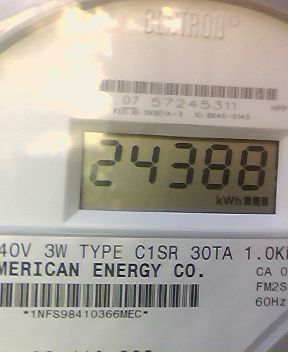 CENTRON®
07 57245311
24388
kWh
40V 3W TYPE C1SR 30TA 1.0K
MERICAN ENERGY CO.
CA 0
FM2S
60Hz
*1NFS98410366MEC*